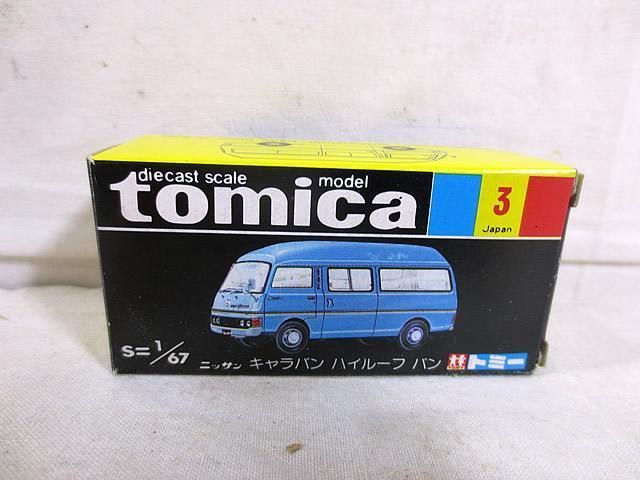 diecast scale model
tomica
3
Japan
S=1/67
ニッサン キャラバン ハイルーフ バン
TOMY
トミー